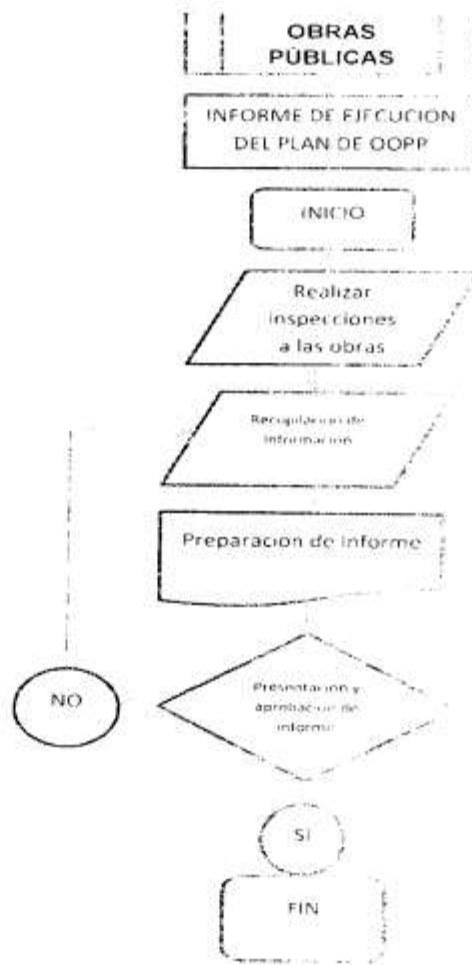 OBRAS
PÚBLICAS
INFORME DE EJECUCION
DEL PLAN DE OOPP
INICIO
Realizar
inspecciones
a las obras
Recopilacion de
Información
Preparacion de Informe
Presentacion y
aprobacion de
informe
NO
SI
FIN